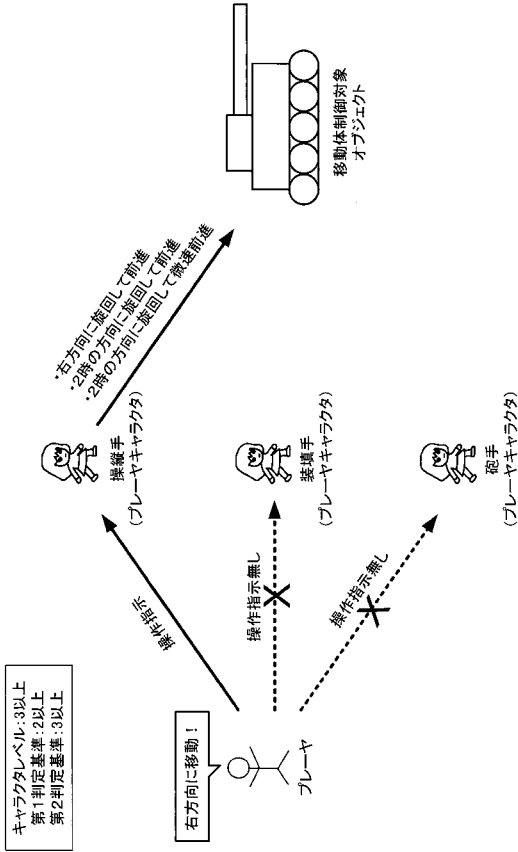 キャラクタレベル:3以上
第1判定基準:2以上
第2判定基準:3以上
右方向に移動!
プレーヤ
操作指示
操作指示無し
操作指示無し
操縦手
(プレーヤキャラクタ)
装填手
(プレーヤキャラクタ)
砲手
(プレーヤキャラクタ)
・右方向に旋回して前進
・2時の方向に旋回して前進
・2時の方向に旋回して微速前進
移動体制御対象
オブジェクト